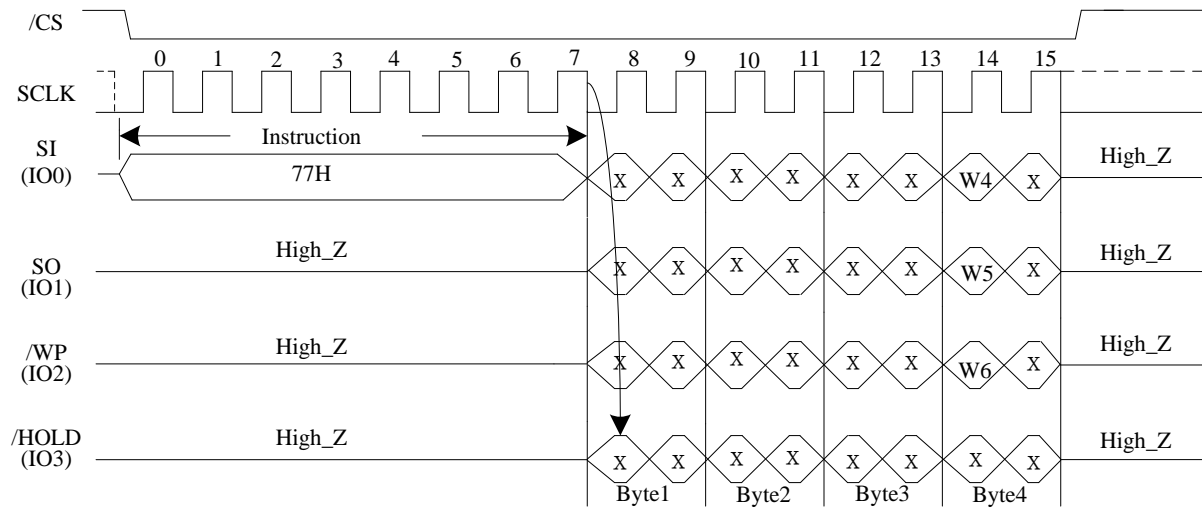 /CS
0 1 2 3 4 5 6 7 8 9 10 11 12 13 14 15
SCLK
Instruction
SI
(IO0)
77H
X X X X X X W4 X
High_Z
SO
(IO1)
High_Z
X X X X X X W5 X
High_Z
/WP
(IO2)
High_Z
X X X X X X W6 X
High_Z
/HOLD
(IO3)
High_Z
X X X X X X X X
High_Z
Byte1 Byte2 Byte3 Byte4